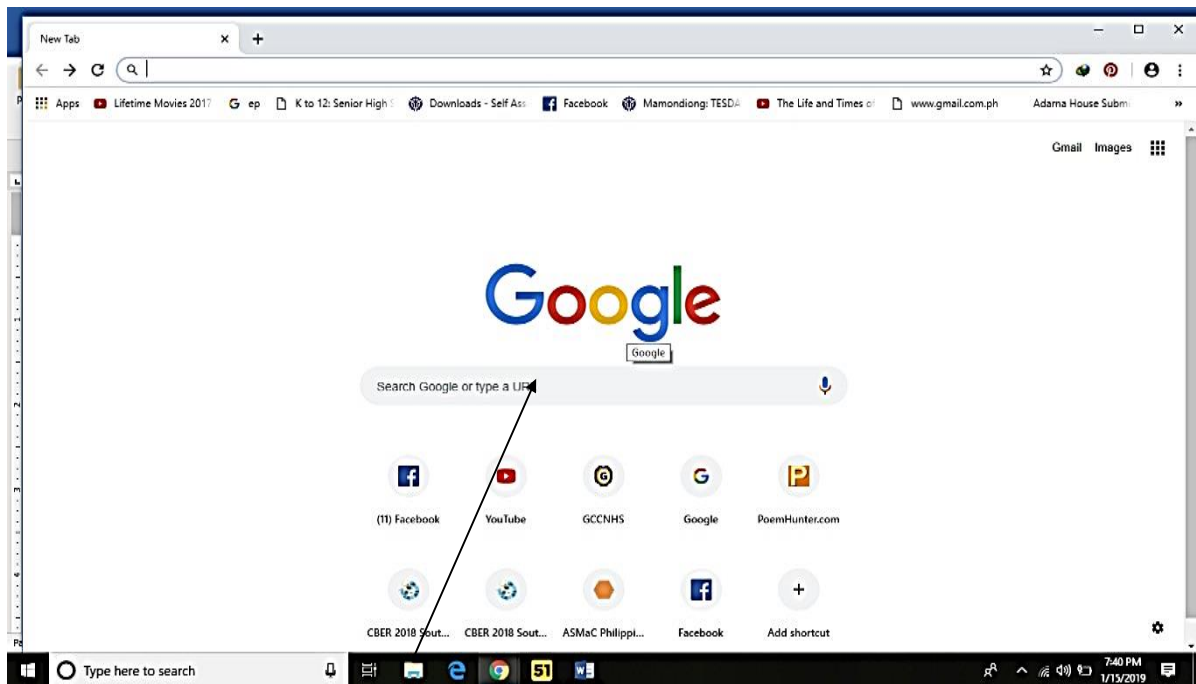 New Tab
Apps Lifetime Movies 2017 G ep K to 12: Senior High S Downloads - Self Ass Facebook Mamondiong: TESDA The Life and Times of www.gmail.com.ph Adama House Subm »
Gmail Images
Google
Google
Search Google or type a UR
(11) Facebook YouTube GCCNHS Google PoemHunter.com
CBER 2018 Sout... CBER 2018 Sout... ASMaC Philippi... Facebook Add shortcut
Type here to search 51 7:40 PM
1/15/2019